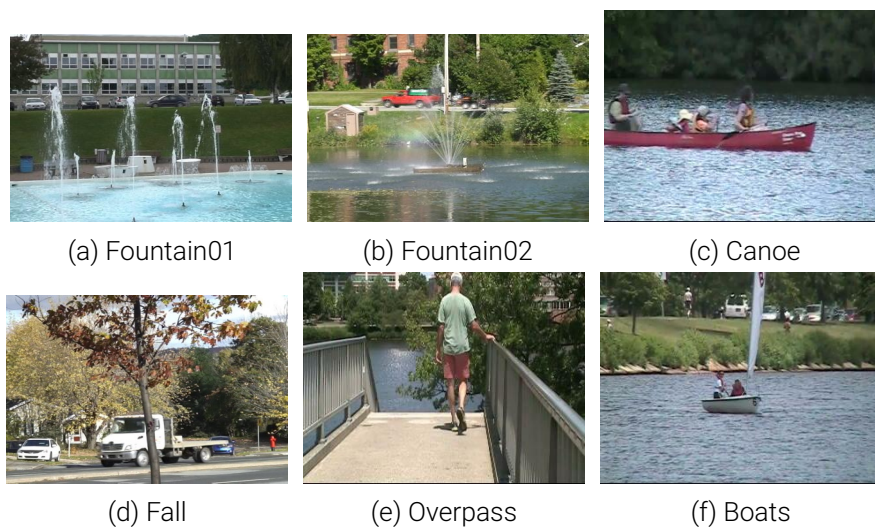 (a) Fountain01
(b) Fountain02
(c) Canoe
(d) Fall
(e) Overpass
(f) Boats